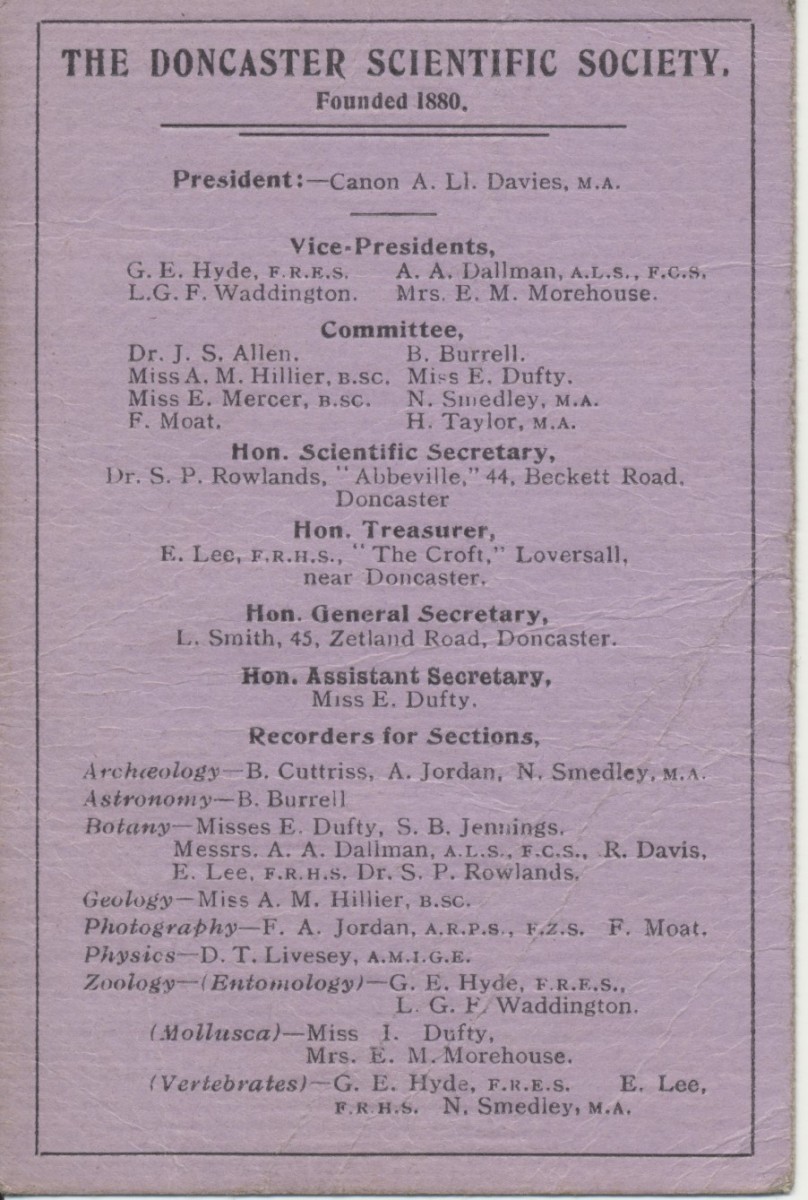 THE DONCASTER SCIENTIFIC SOCIETY.
Founded 1880.
President:—Canon A. Ll. Davies, M.A.
Vice-Presidents,
G. E. Hyde, F.R.E.S. A. A. Dallman, A.L.S., F.C.S.
L.G. F. Waddington. Mrs. E. M. Morehouse.
Committee,
Dr. J. S. Allen. B. Burrell.
Miss A. M. Hillier, B.SC. Miss E. Dufty.
Miss E. Mercer, B.SC. N. Smedley, M.A.
F. Moat. H. Taylor, M.A.
Hon. Scientific Secretary,
Dr. S. P. Rowlands, "Abbeville," 44, Beckett Road,
Doncaster
Hon. Treasurer,
E. Lee, F.R.H.S., "The Croft," Loversall,
near Doncaster.
Hon. General Secretary,
L. Smith, 45, Zetland Road, Doncaster.
Hon. Assistant Secretary,
Miss E. Dufty.
Recorders for Sections,
Archæology—B. Cuttriss, A. Jordan, N. Smedley, M.A.
Astronomy—B. Burrell
Botany—Misses E. Dufty, S. B. Jennings.
Messrs. A. A. Dallman, A.L.S., F.C.S., R. Davis,
E. Lee, F.R.H.S. Dr. S. P. Rowlands.
Geology—Miss A. M. Hillier, B.SC.
Photography—F. A. Jordan, A.R.P.S., F.Z.S. F. Moat.
Physics—D. T. Livesey, A.M.I.G.E.
Zoology—(Entomology)—G. E. Hyde, F.R.E.S.,
L. G. F. Waddington.
(Mollusca)—Miss I. Dufty,
Mrs. E. M. Morehouse.
(Vertebrates)—G. E. Hyde, F.R.E.S. E. Lee,
F.R.H.S. N. Smedley, M.A.